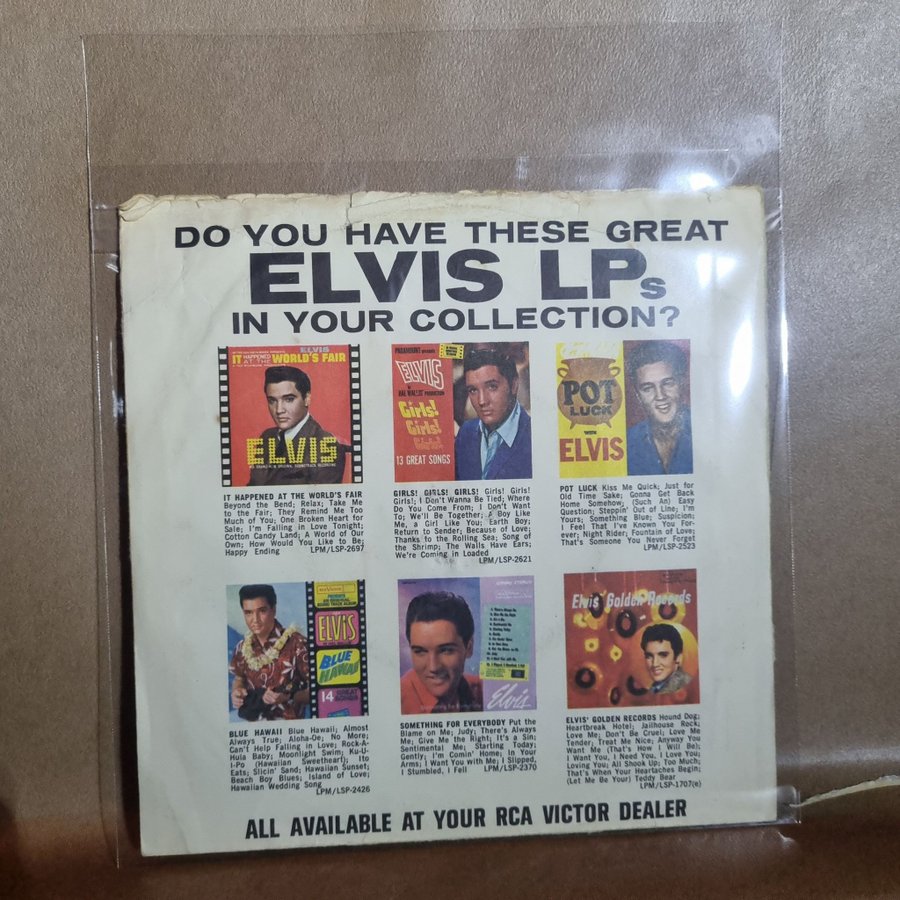 DO YOU HAVE THESE GREAT
ELVIS LPs
IN YOUR COLLECTION?
ELVIS
IT HAPPENED AT THE WORLD'S FAIR
ELVIS
PARAMOUNT presents
ELVIS
HAL WALLIS' PRODUCTION
Girls!
Girls!
13 GREAT SONGS
POT
LUCK
WITH
ELVIS
IT HAPPENED AT THE WORLD'S FAIR
Beyond the Bend; Relax; Take Me
to the Fair; They Remind Me Too
Much of You; One Broken Heart for
Sale; I'm Falling in Love Tonight;
Cotton Candy Land; A World of Our
Own; How Would You Like to Be;
Happy Ending LPM/LSP-2697
GIRLS! GIRLS! GIRLS! Girls! Girls!
Girls!; I Don't Wanna Be Tied; Where
Do You Come From; I Don't Want
To; We'll Be Together; A Boy Like
Me, a Girl Like You; Earth Boy;
Return to Sender; Because of Love;
Thanks to the Rolling Sea; Song of
the Shrimp; The Walls Have Ears;
We're Coming in Loaded
LPM/LSP-2621
POT LUCK Kiss Me Quick; Just for
Old Time Sake; Gonna Get Back
Home Somehow; (Such An) Easy
Question; Steppin' Out of Line; I'm
Yours; Something Blue; Suspicion;
I Feel That I've Known You For-
ever; Night Rider; Fountain of Love;
That's Someone You Never Forget
LPM/LSP-2523
ELVIS
BLUE
HAWAII
14 GREAT
Elvis
Elvis' Golden Records
BLUE HAWAII Blue Hawaii; Almost
Always True; Aloha-Oe; No More;
Can't Help Falling in Love; Rock-A-
Hula Baby; Moonlight Swim; Ku-U-
I-Po (Hawaiian Sweetheart); Ito
Eats; Slicin' Sand; Hawaiian Sunset;
Beach Boy Blues; Island of Love;
Hawaiian Wedding Song
LPM/LSP-2426
SOMETHING FOR EVERYBODY Put the
Blame on Me; Judy; There's Always
Me; Give Me the Right; It's a Sin;
Sentimental Me; Starting Today;
Gently; I'm Comin' Home; In Your
Arms; I Want You with Me; I Slipped,
I Stumbled, I Fell LPM/LSP-2370
ELVIS' GOLDEN RECORDS Hound Dog;
Heartbreak Hotel; Jailhouse Rock;
Love Me; Don't Be Cruel; Love Me
Tender, Treat Me Nice; Anyway You
Want Me (That's How I Will Be);
I Want You, I Need You, I Love You;
Loving You; All Shook Up; Too Much;
That's When Your Heartaches Begin;
(Let Me Be Your) Teddy Bear
LPM/LSP-1707(e)
ALL AVAILABLE AT YOUR RCA VICTOR DEALER